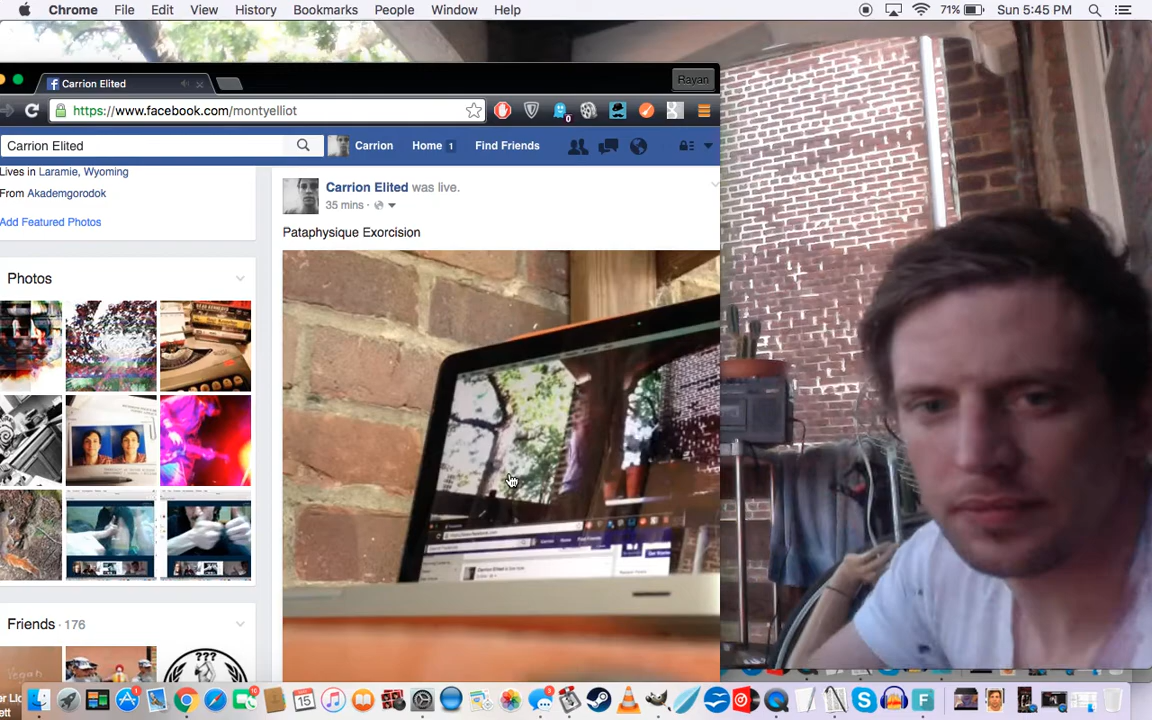 Chrome File Edit View History Bookmarks People Window Help 71% Sun 5:45 PM
Carrion Elited Rayan
https://www.facebook.com/montyelliot 0
Carrion Elited Carrion Home 1 Find Friends
Lives in Laramie, Wyoming
From Akademgorodok
Add Featured Photos
Carrion Elited was live.
35 mins ·
Pataphysique Exorcision
Photos
Friends · 176
???
15